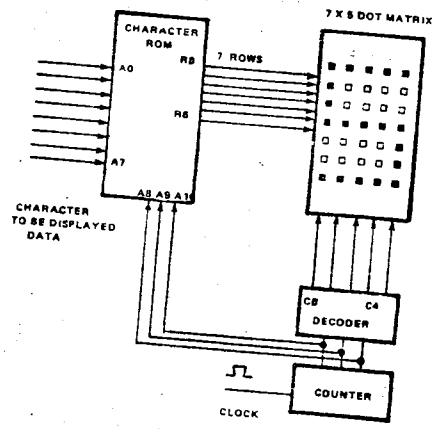 7 X 5 DOT MATRIX
CHARACTER
ROM
R0
7 ROWS
A0
R6
A7
A8 A9 A10
CHARACTER
TO BE DISPLAYED
DATA
C0 C4
DECODER
COUNTER
CLOCK